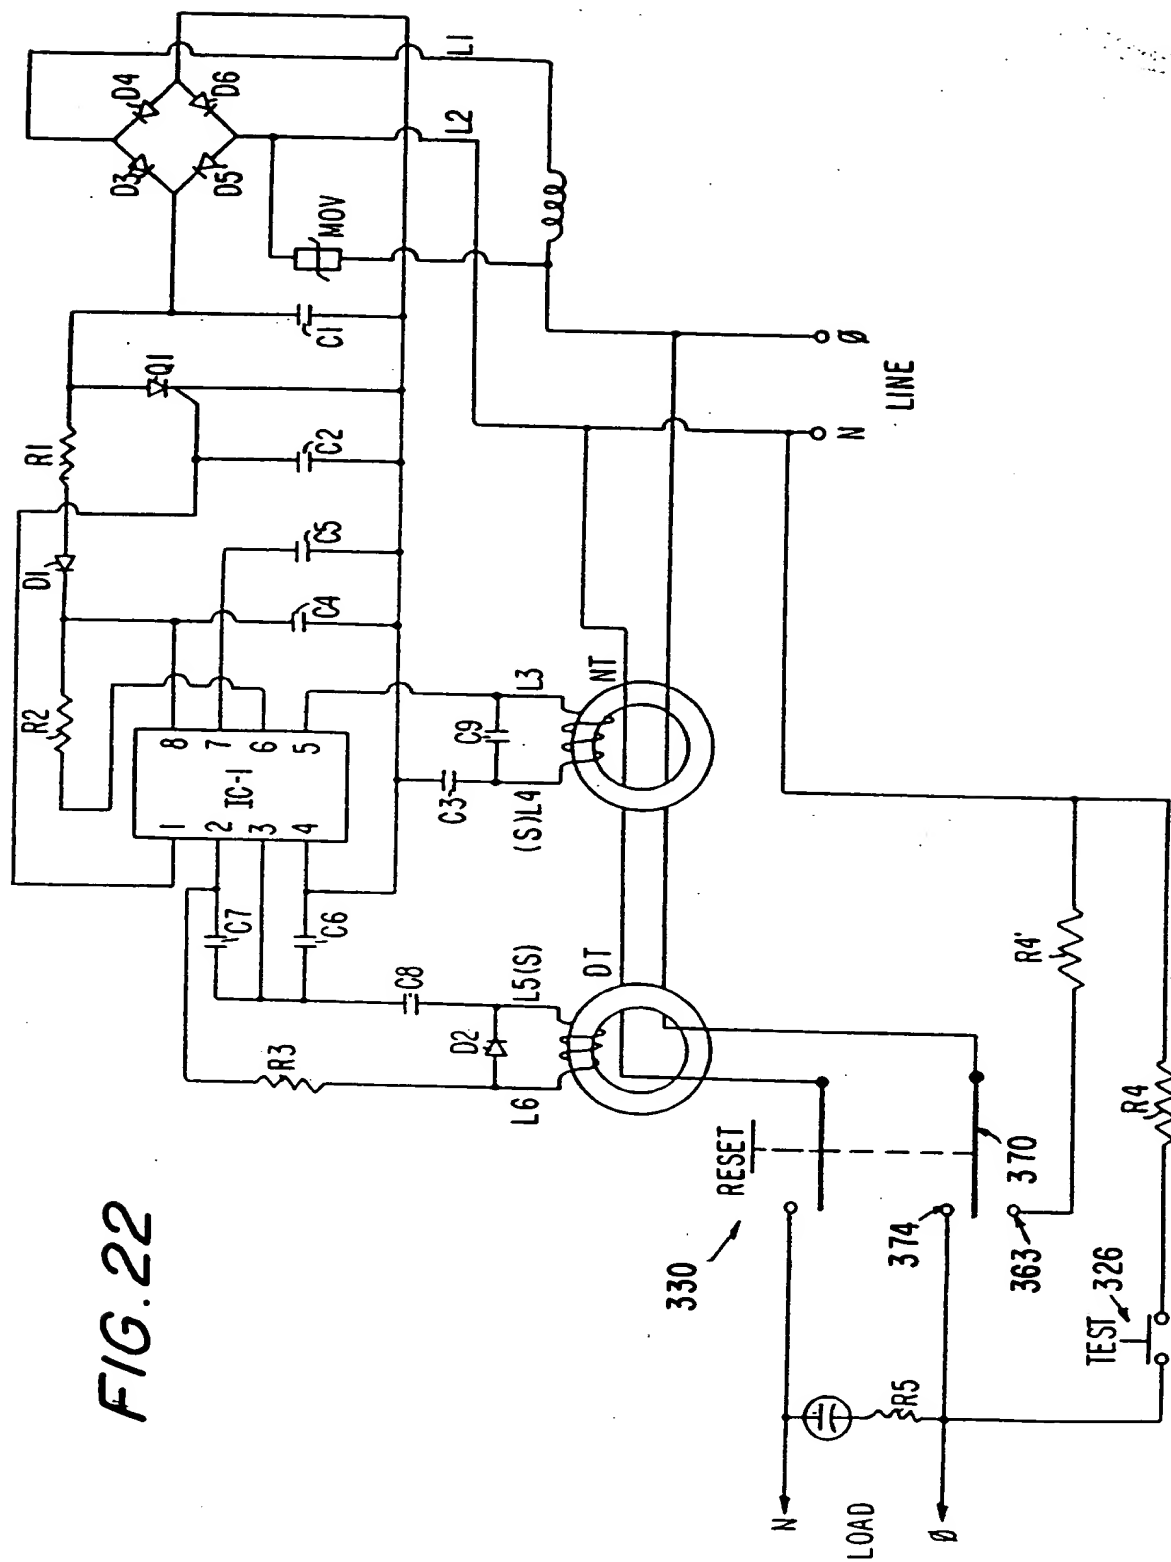 FIG. 22
D3
D4
D5
D6
L1
L2
MOV
C1
Q1
R1
C2
D1
C5
C4
R2
IC-1
1
2
3
4
8
7
6
5
C7
C6
C3
C9
L3
(S)L4
NT
R3
C8
D2
L5(S)
L6
DT
Ø
N
LINE
RESET
330
370
374
363
R4'
R4
TEST
326
R5
N
LOAD
Ø